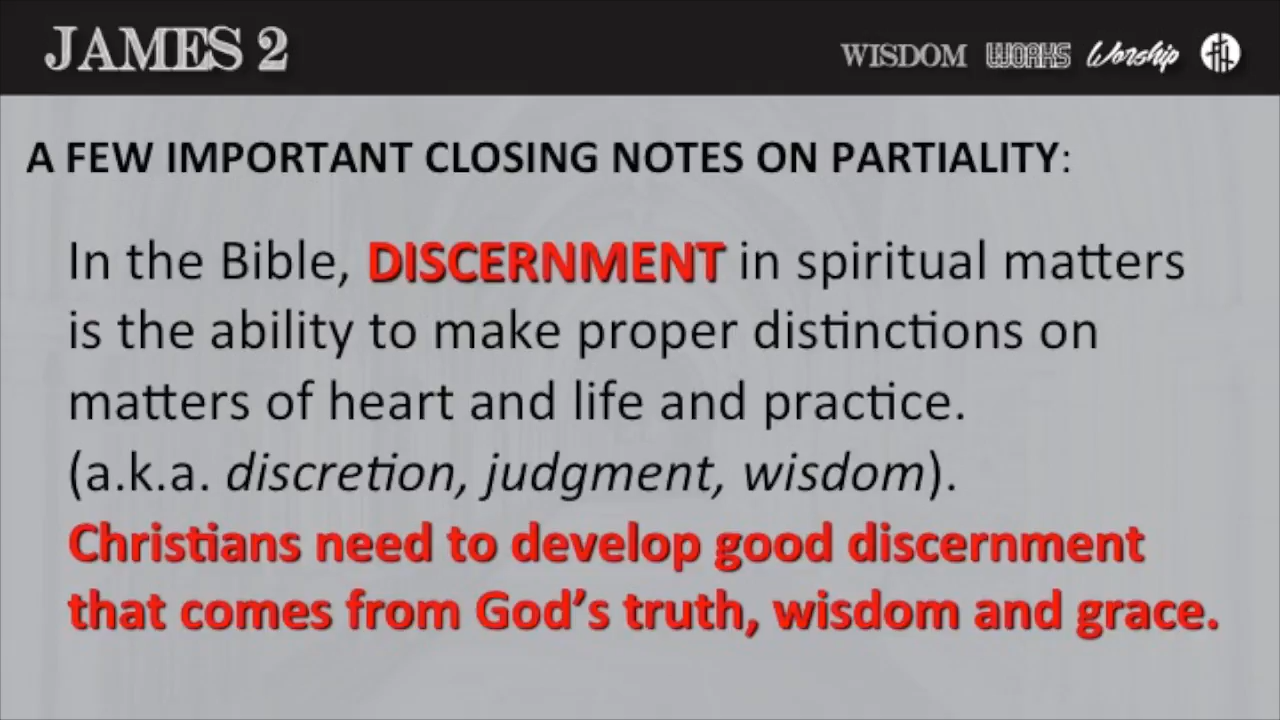 JAMES 2
WISDOM WORKS Worship
A FEW IMPORTANT CLOSING NOTES ON PARTIALITY:
In the Bible, DISCERNMENT in spiritual matters
is the ability to make proper distinctions on
matters of heart and life and practice.
(a.k.a. discretion, judgment, wisdom).
Christians need to develop good discernment
that comes from God’s truth, wisdom and grace.